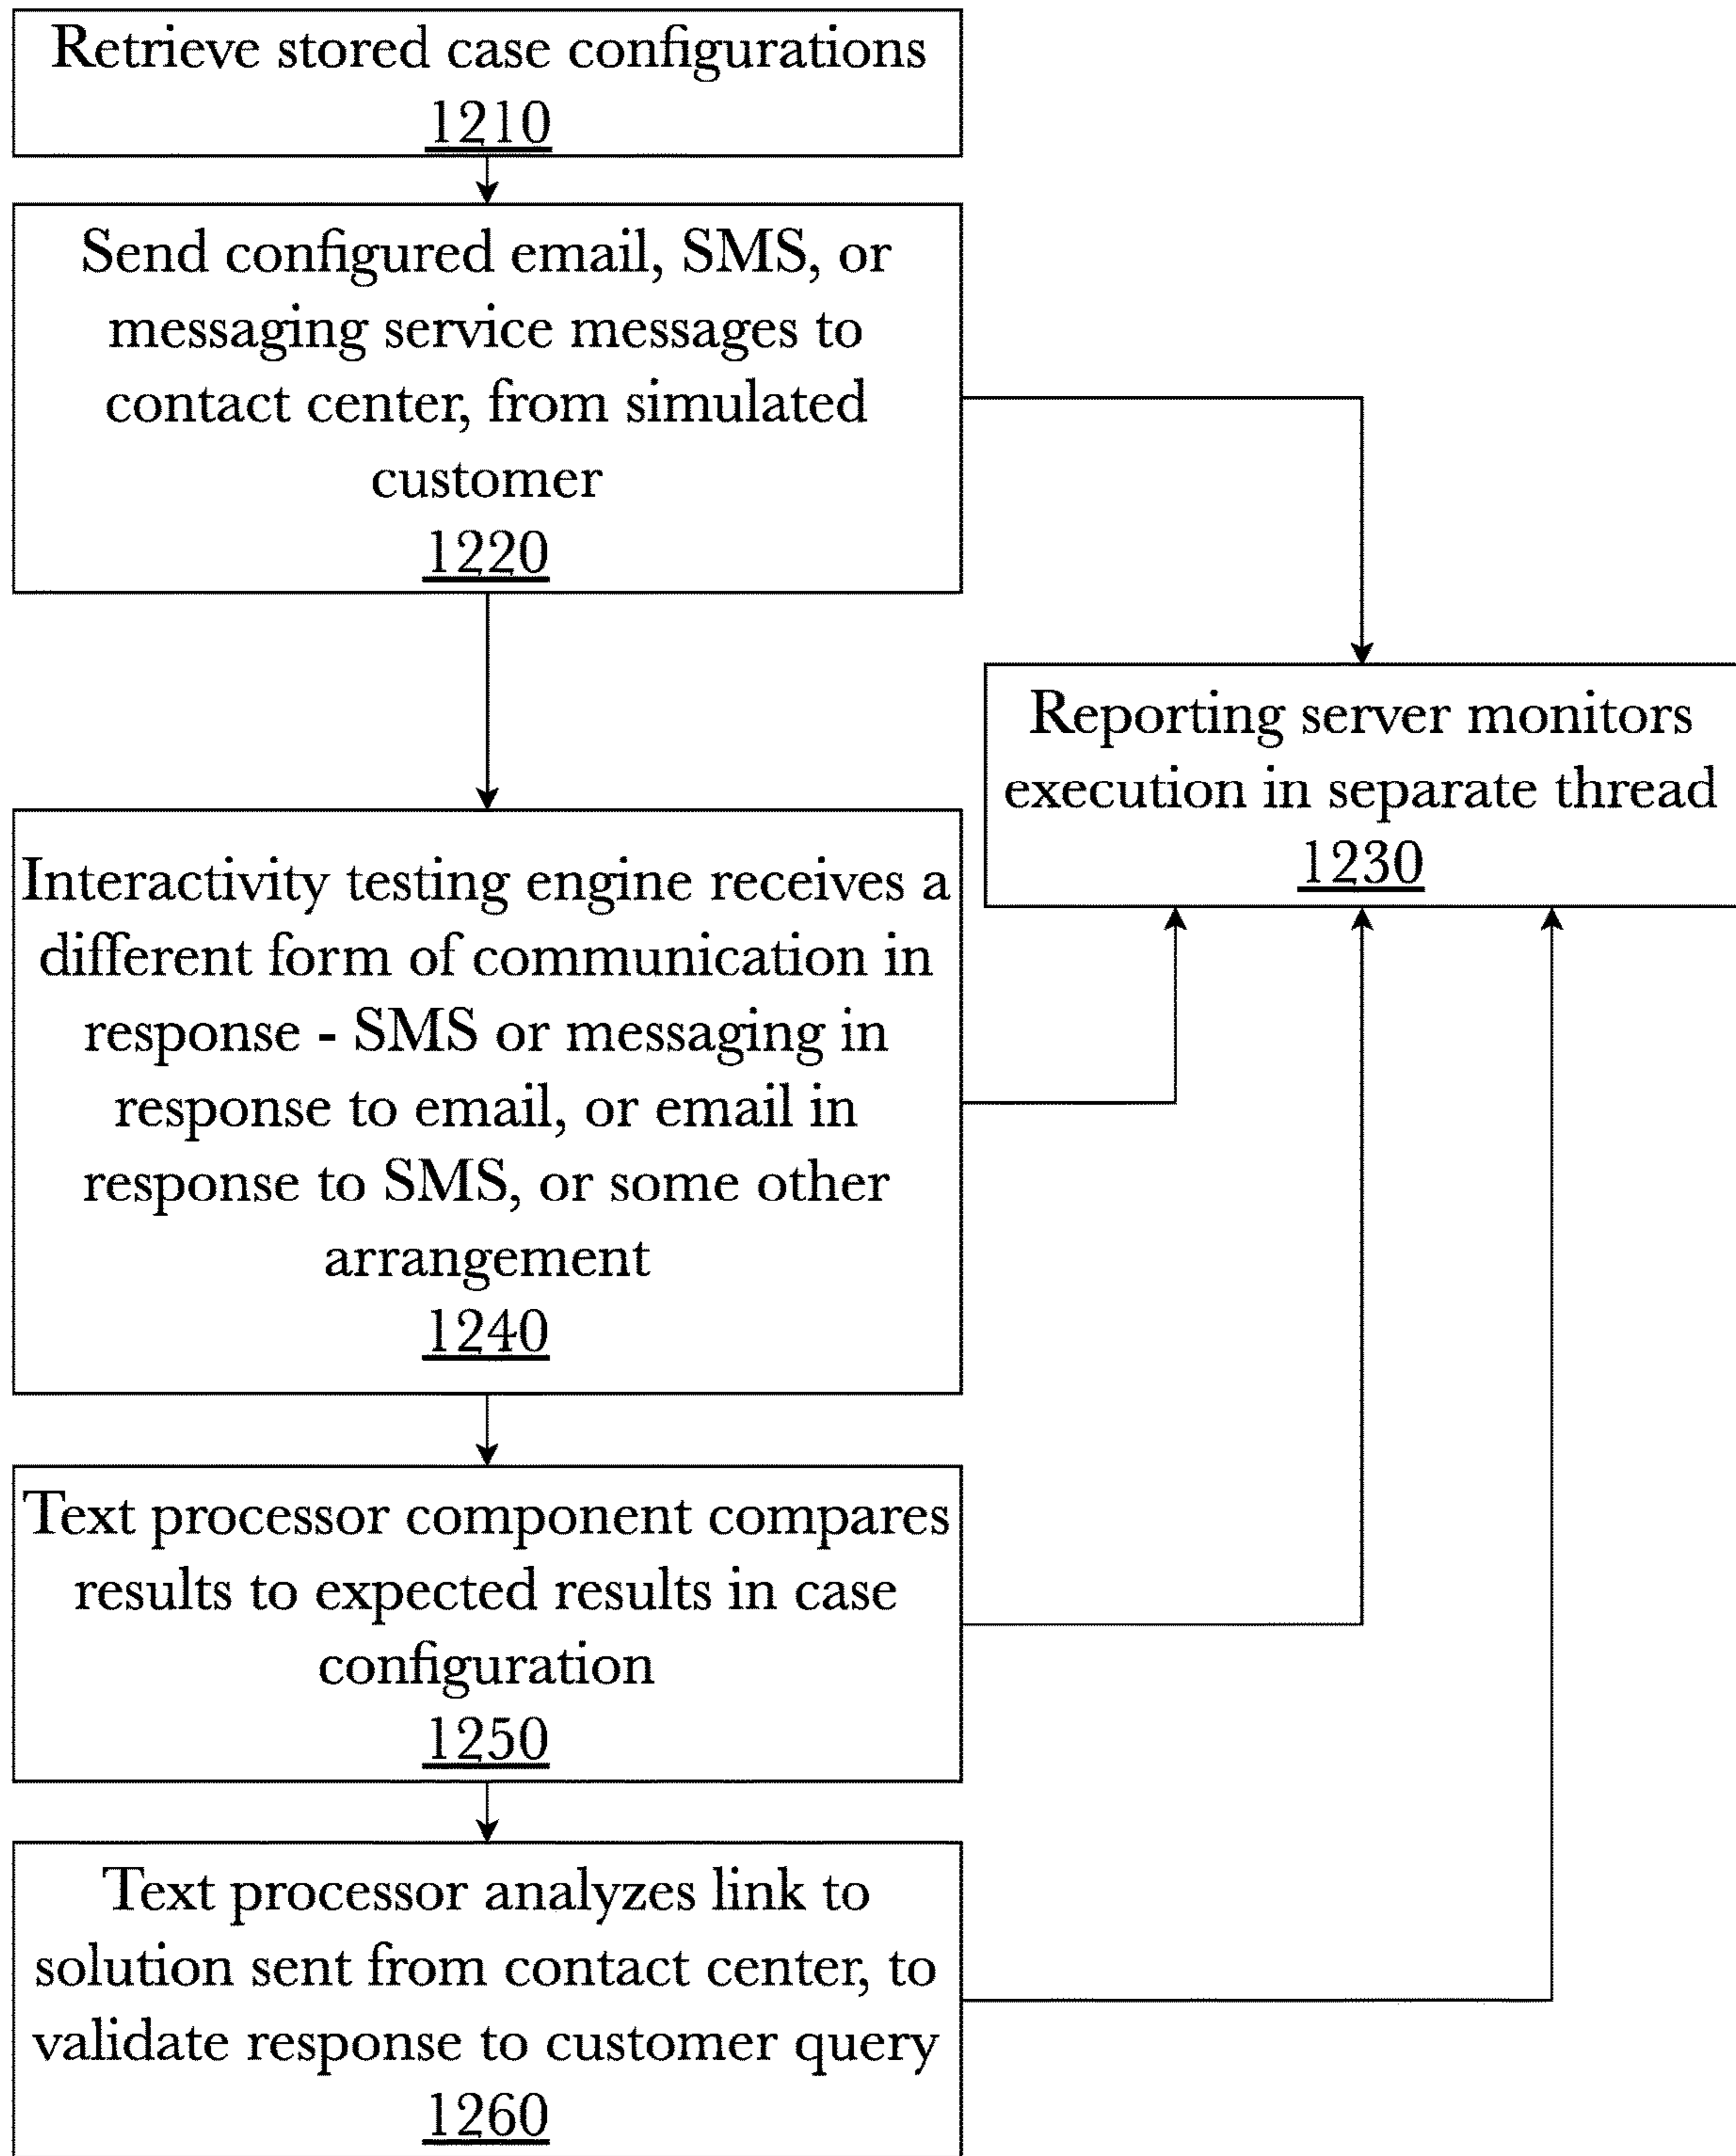 Retrieve stored case configurations
1210
Send configured email, SMS, or
messaging service messages to
contact center, from simulated
customer
1220
Reporting server monitors
execution in separate thread
1230
Interactivity testing engine receives a
different form of communication in
response - SMS or messaging in
response to email, or email in
response to SMS, or some other
arrangement
1240
Text processor component compares
results to expected results in case
configuration
1250
Text processor analyzes link to
solution sent from contact center, to
validate response to customer query
1260